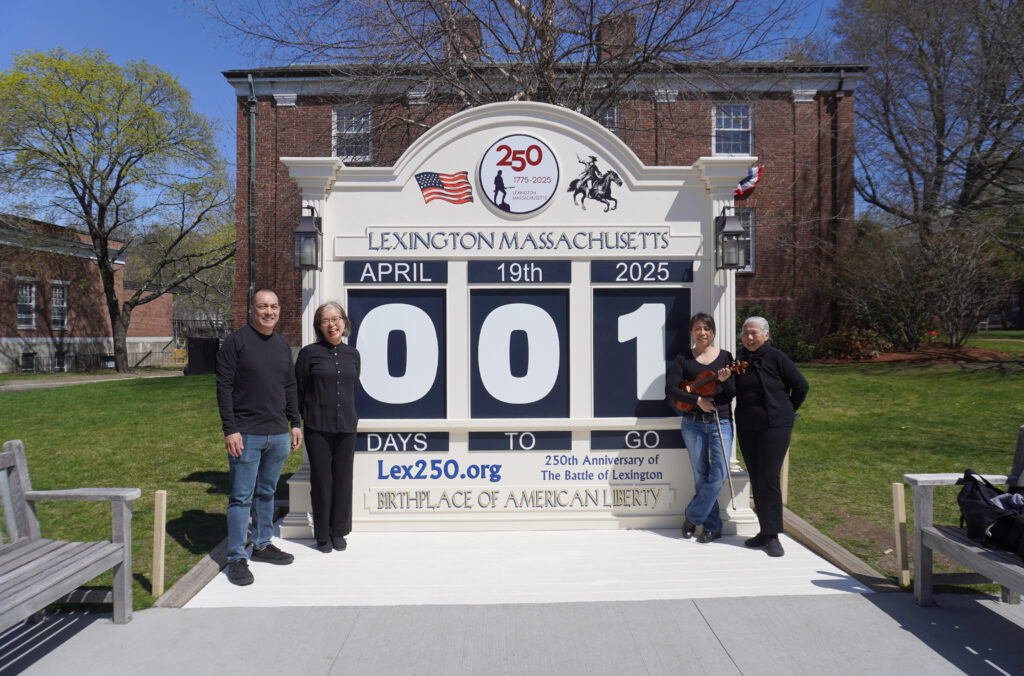 250
1775-2025
LEXINGTON
MASSACHUSETTS
LEXINGTON MASSACHUSETTS
APRIL 19th 2025
001
DAYS TO GO
Lex250.org
250th Anniversary of
The Battle of Lexington
BIRTHPLACE OF AMERICAN LIBERTY